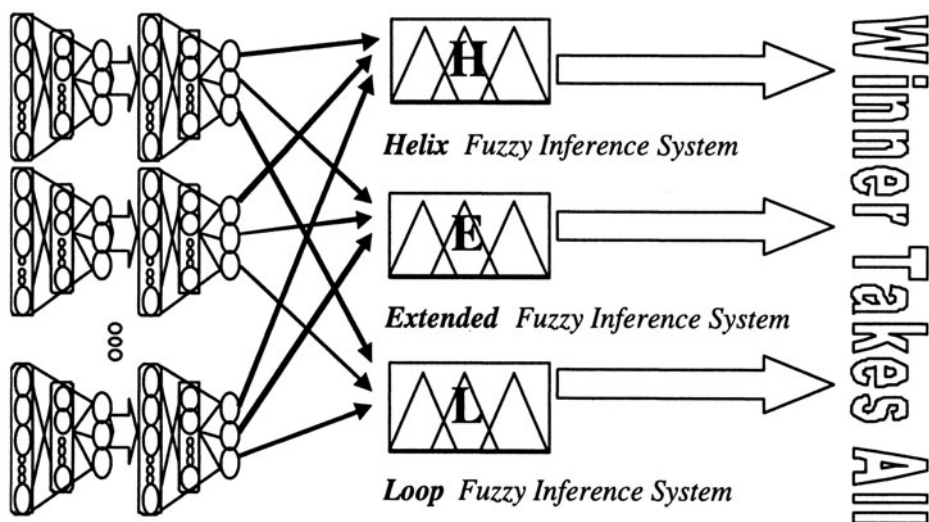 H
Helix Fuzzy Inference System
E
Extended Fuzzy Inference System
L
Loop Fuzzy Inference System
Winner Takes All